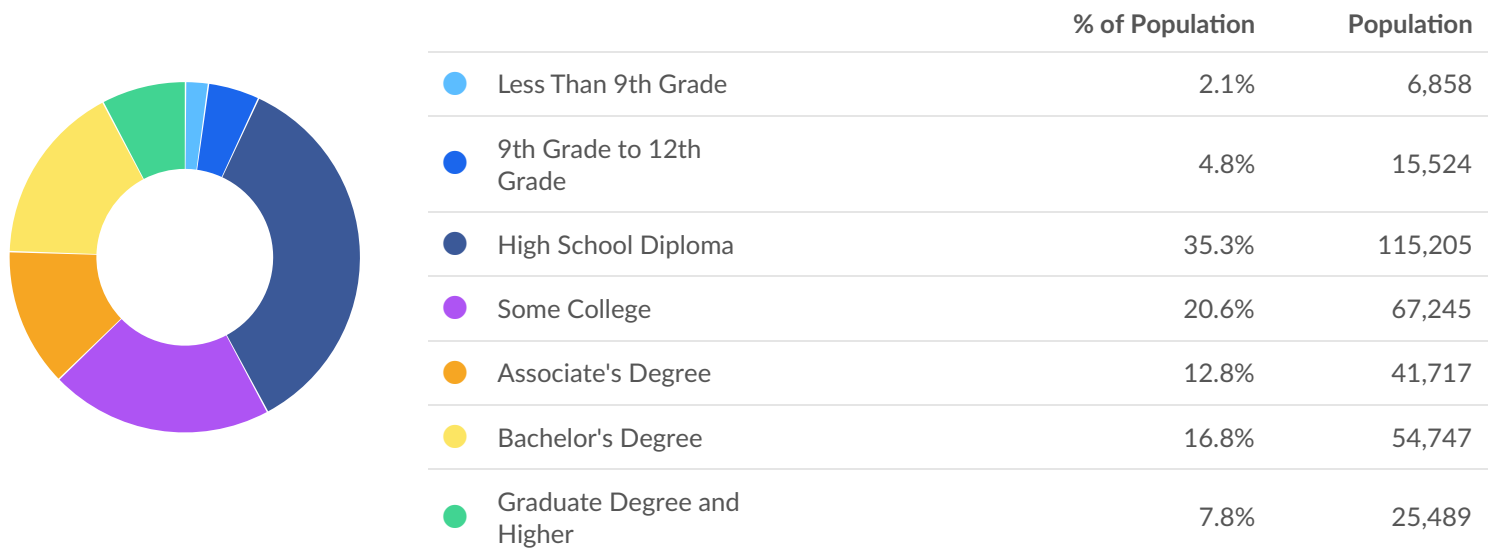 % of Population Population
Less Than 9th Grade 2.1% 6,858
9th Grade to 12th
Grade 4.8% 15,524
High School Diploma 35.3% 115,205
Some College 20.6% 67,245
Associate's Degree 12.8% 41,717
Bachelor's Degree 16.8% 54,747
Graduate Degree and
Higher 7.8% 25,489